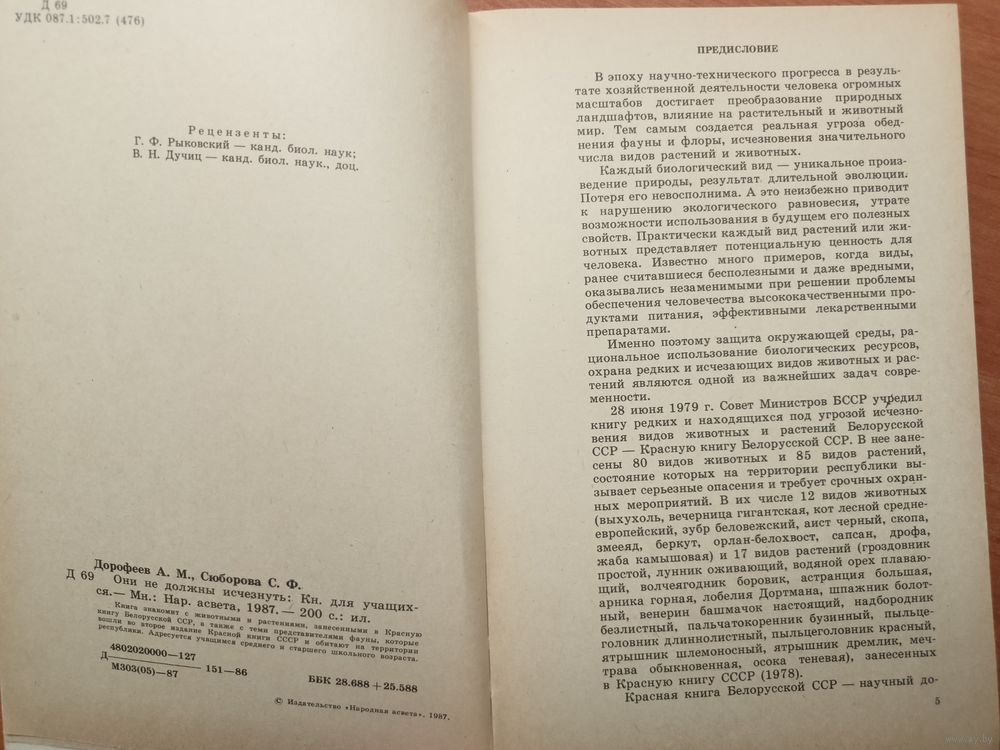 Д 69
УДК 087.1:502.7 (476)
Рецензенты:
Г. Ф. Рыковский — канд. биол. наук;
В. Н. Дучиц — канд. биол. наук., доц.
Дорофеев А. М., Сюборова С. Ф.
Д 69
Они не должны исчезнуть: Кн. для учащих-
ся.— Мн.: Нар. асвета, 1987.— 200 с.: ил.
Книга знакомит с животными и растениями, занесенными в Красную
книгу Белорусской ССР, а также с теми представителями фауны, которые
вошли во второе издание Красной книги СССР и обитают на территории
республики. Адресуется учащимся среднего и старшего школьного возраста.
4802020000—127
Д
151—86
М303(05)—87
ББК 28.688+25.588
© Издательство «Народная асвета», 1987.
ПРЕДИСЛОВИЕ
В эпоху научно-технического прогресса в резуль-
тате хозяйственной деятельности человека огромных
масштабов достигает преобразование природных
ландшафтов, влияние на растительный и животный
мир. Тем самым создается реальная угроза обед-
нения фауны и флоры, исчезновения значительного
числа видов растений и животных.
Каждый биологический вид — уникальное произ-
ведение природы, результат длительной эволюции.
Потеря его невосполнима. А это неизбежно приводит
к нарушению экологического равновесия, утрате
возможности использования в будущем его полезных
свойств. Практически каждый вид растений или жи-
вотных представляет потенциальную ценность для
человека. Известно много примеров, когда виды,
ранее считавшиеся бесполезными и даже вредными,
оказывались незаменимыми при решении проблемы
обеспечения человечества высококачественными про-
дуктами питания, эффективными лекарственными
препаратами.
Именно поэтому защита окружающей среды, ра-
циональное использование биологических ресурсов,
охрана редких и исчезающих видов животных и рас-
тений являются одной из важнейших задач совре-
менности.
28 июня 1979 г. Совет Министров БССР учредил
книгу редких и находящихся под угрозой исчезно-
вения видов животных и растений Белорусской
ССР — Красную книгу Белорусской ССР. В нее зане-
сены 80 видов животных и 85 видов растений,
состояние которых на территории республики вы-
зывает серьезные опасения и требует срочных охран-
ных мероприятий. В их числе 12 видов животных
(выхухоль, вечерница гигантская, кот лесной средне-
европейский, зубр беловежский, аист черный, скопа,
змееяд, беркут, орлан-белохвост, сапсан, дрофа,
жаба камышовая) и 17 видов растений (гроздовник
простой, лунник оживающий, водяной орех плаваю-
щий, волчеягодник боровик, астранция большая,
арника горная, лобелия Дортмана, шпажник болот-
ный, венерин башмачок настоящий, надбородник
безлистный, пальчатокоренник бузинный, пыльце-
головник длиннолистный, пыльцеголовник красный,
ятрышник шлемоносный, ятрышник дремлик, меч-
трава обыкновенная, осока теневая), занесенных
в Красную книгу СССР (1978).
Красная книга Белорусской ССР — научный до-
5
www.ay.by